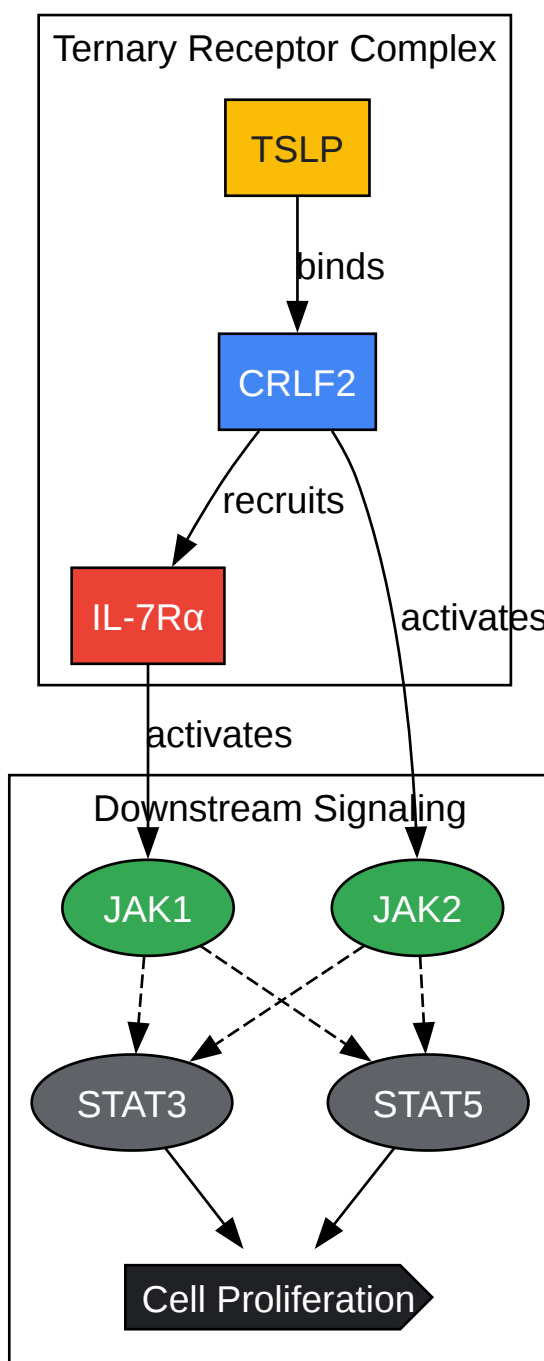 Ternary Receptor Complex
TSLP
binds
CRLF2
recruits
IL-7Rα
activates
activates
Downstream Signaling
JAK1
JAK2
STAT3
STAT5
Cell Proliferation